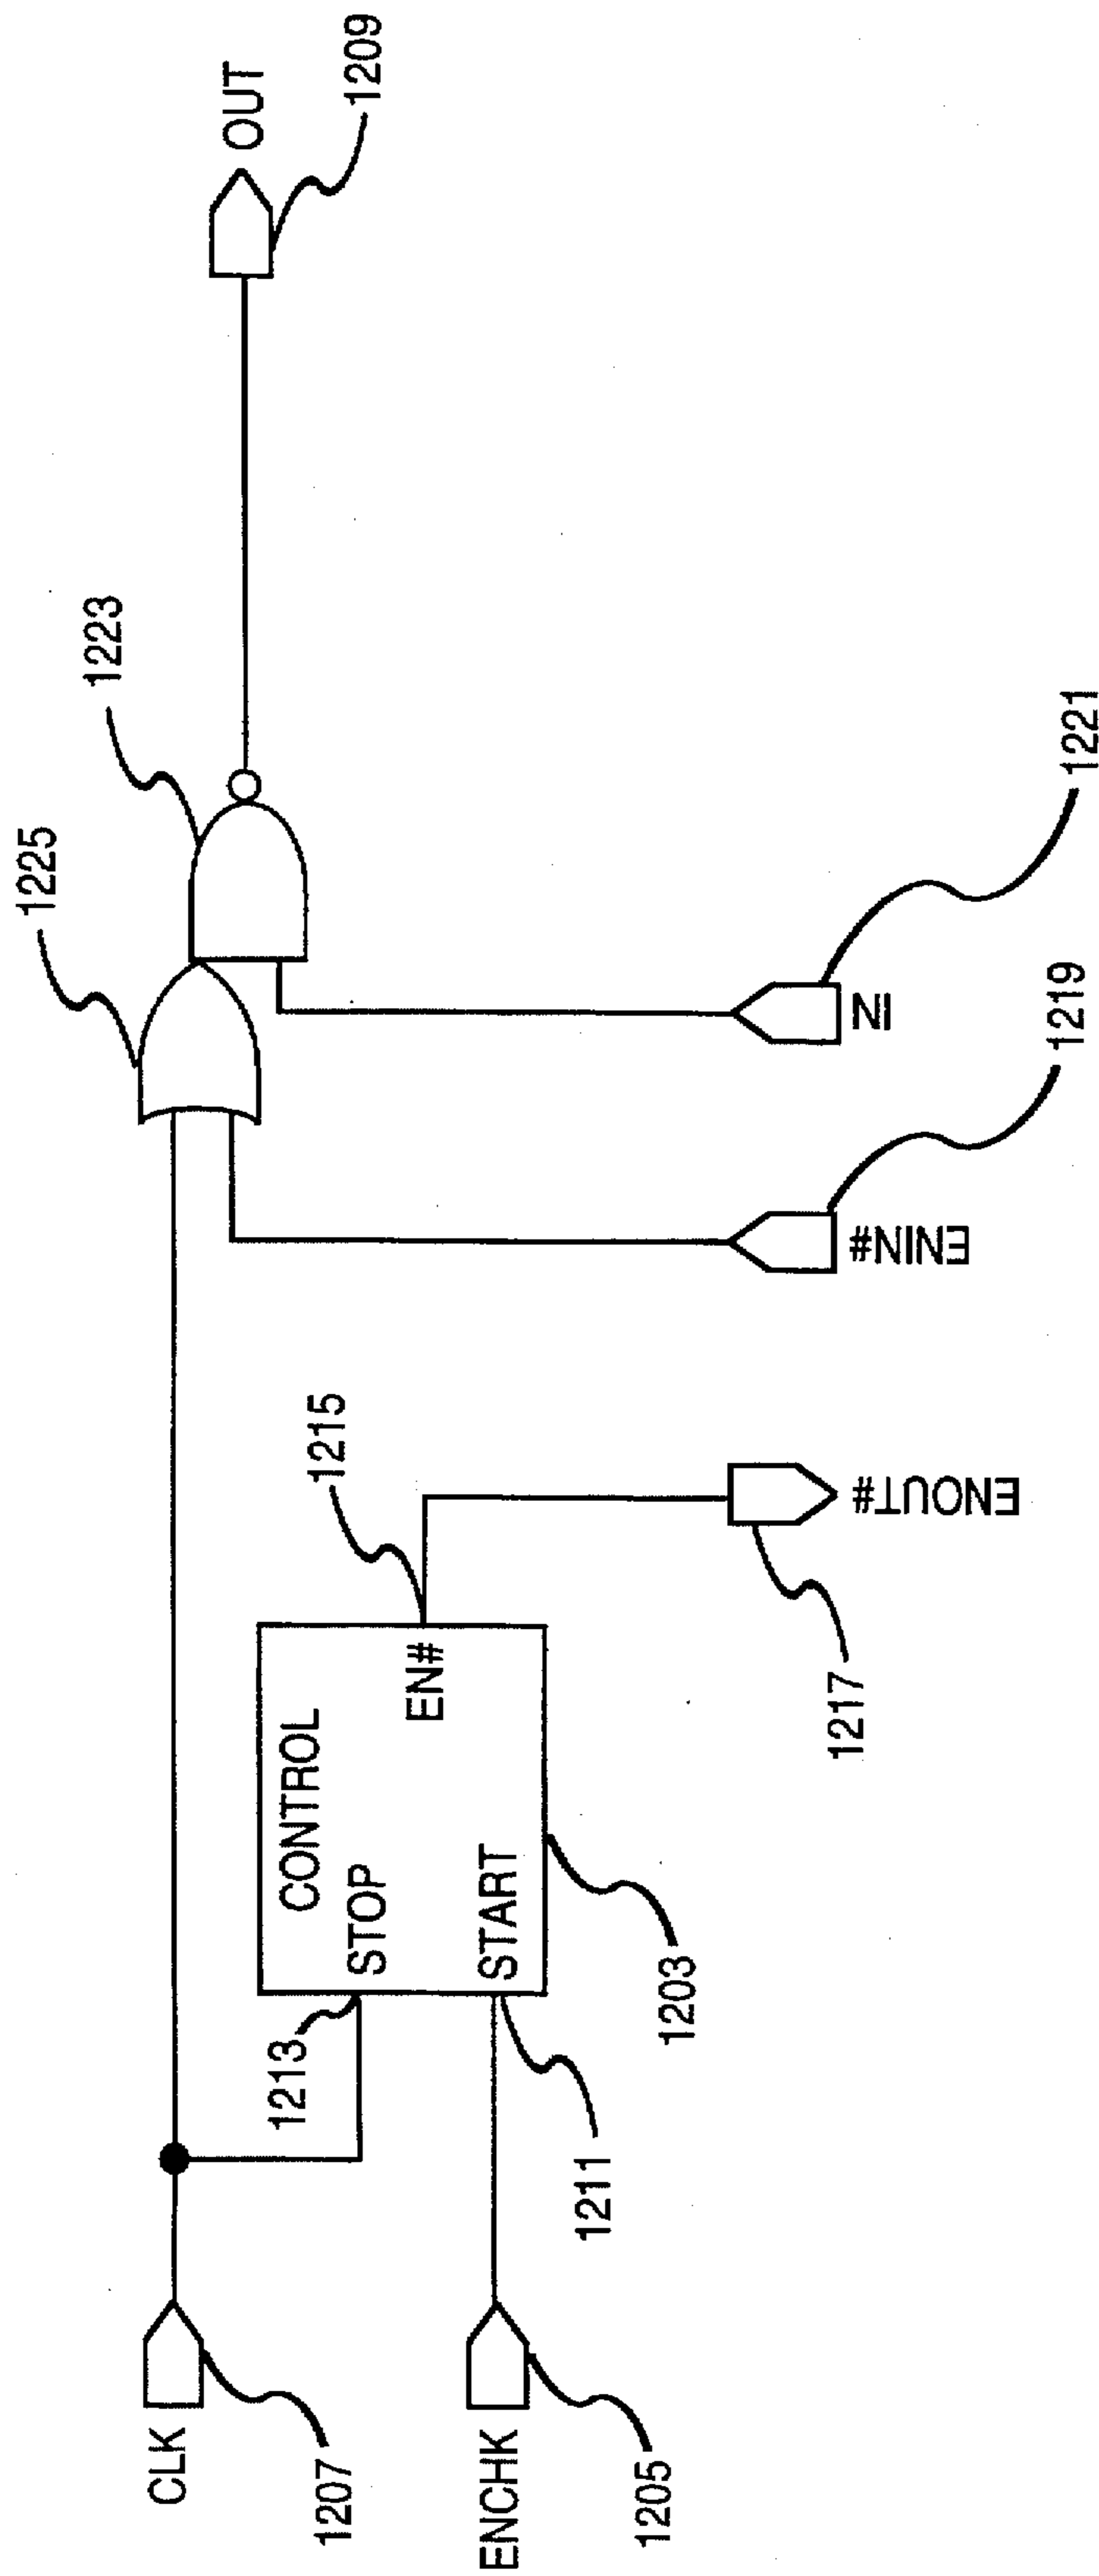 1225
1223
OUT
1209
CLK
1207
1213
CONTROL
STOP
EN#
START
1215
ENCHK
1205
1211
1203
1217
ENOUT#
ENIN#
1219
IN
1221